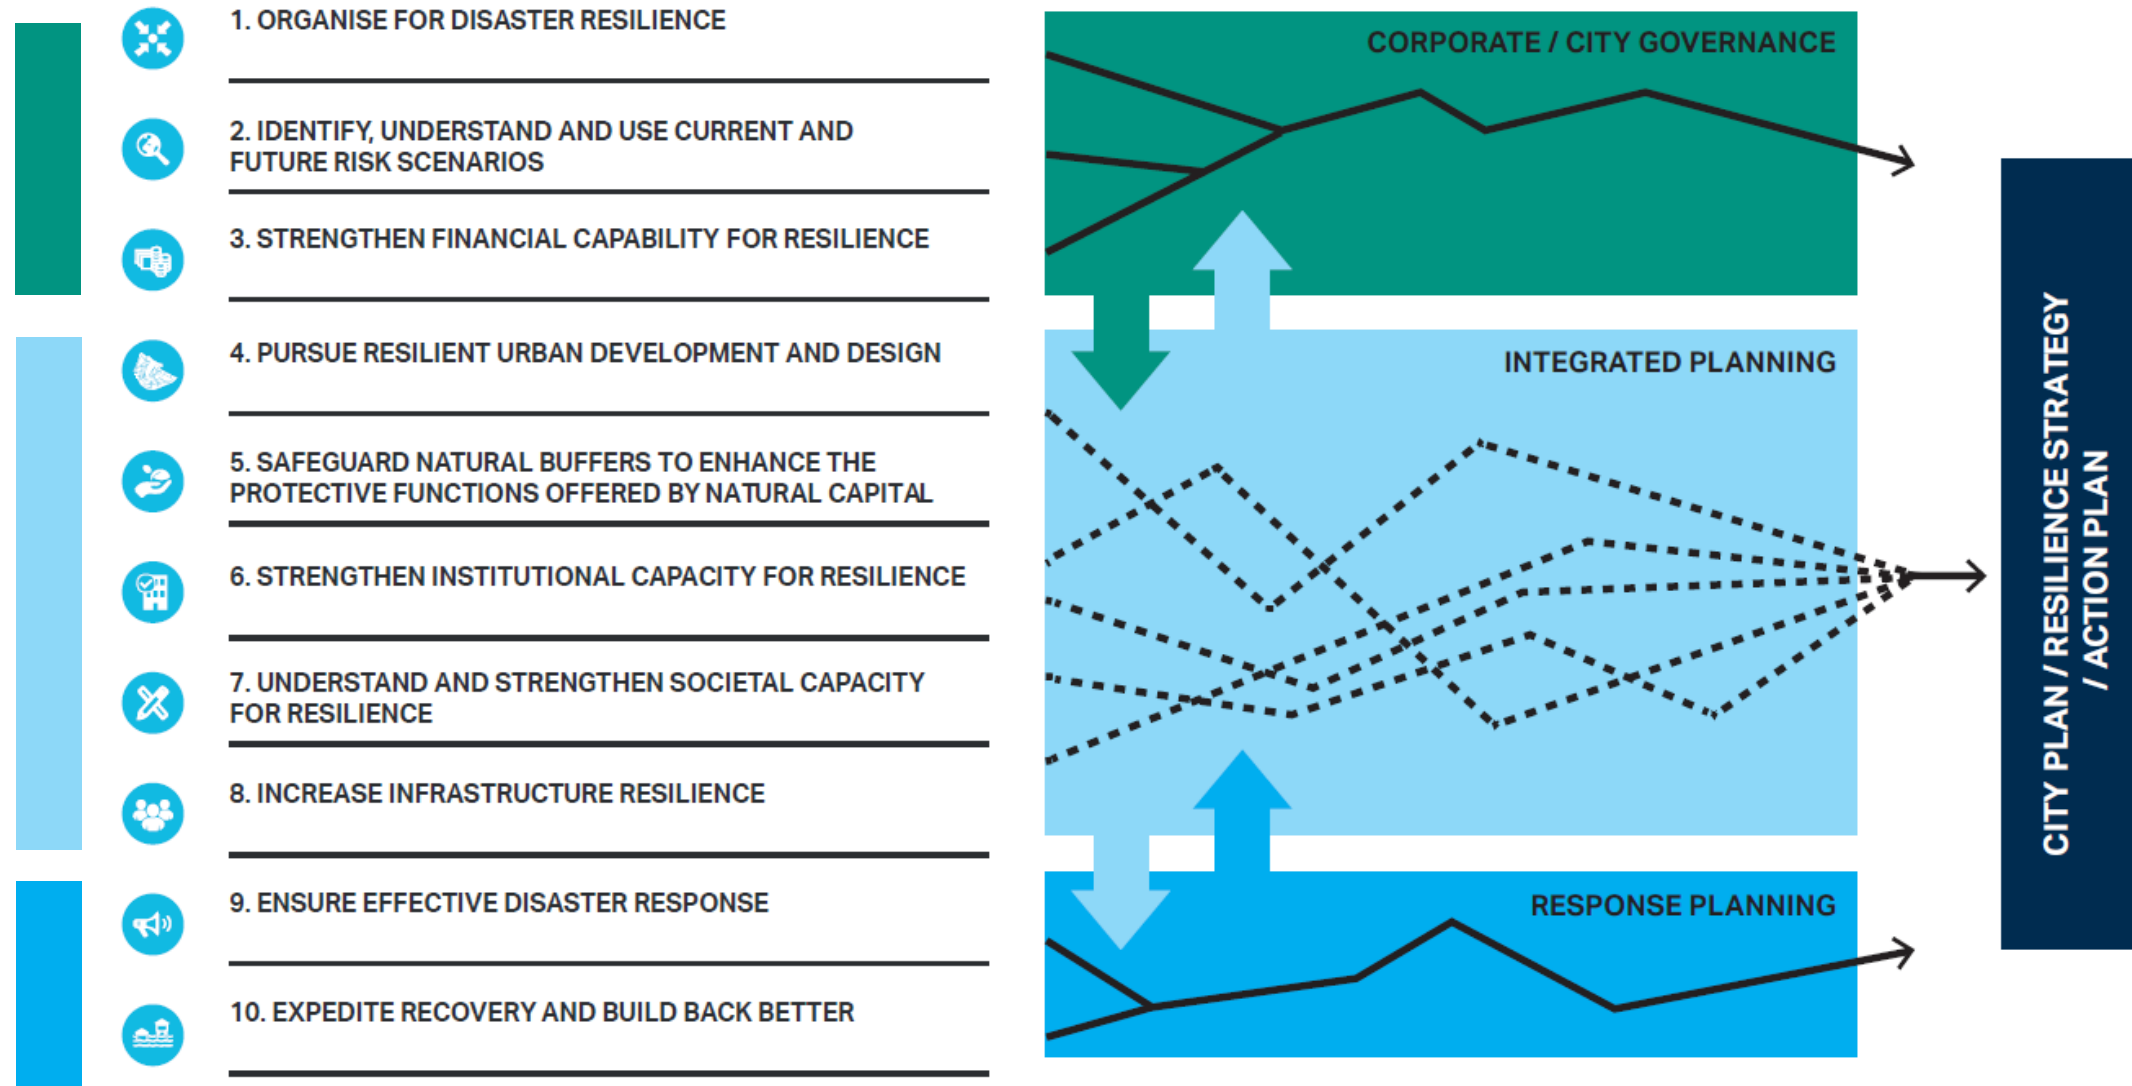 1. ORGANISE FOR DISASTER RESILIENCE
2. IDENTIFY, UNDERSTAND AND USE CURRENT AND
FUTURE RISK SCENARIOS
3. STRENGTHEN FINANCIAL CAPABILITY FOR RESILIENCE
4. PURSUE RESILIENT URBAN DEVELOPMENT AND DESIGN
5. SAFEGUARD NATURAL BUFFERS TO ENHANCE THE
PROTECTIVE FUNCTIONS OFFERED BY NATURAL CAPITAL
6. STRENGTHEN INSTITUTIONAL CAPACITY FOR RESILIENCE
7. UNDERSTAND AND STRENGTHEN SOCIETAL CAPACITY
FOR RESILIENCE
8. INCREASE INFRASTRUCTURE RESILIENCE
9. ENSURE EFFECTIVE DISASTER RESPONSE
10. EXPEDITE RECOVERY AND BUILD BACK BETTER
CORPORATE / CITY GOVERNANCE
INTEGRATED PLANNING
RESPONSE PLANNING
CITY PLAN / RESILIENCE STRATEGY
/ ACTION PLAN